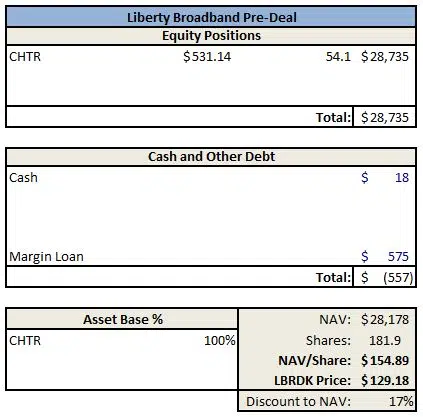 Liberty Broadband Pre-Deal
Equity Positions
CHTR $531.14 54.1 $28,735
Total: $28,735
Cash and Other Debt
Cash $ 18
Margin Loan $ 575
Total: $ (557)
Asset Base %
CHTR 100%
NAV: $28,178
Shares: 181.9
NAV/Share: $154.89
LBRDK Price: $129.18
Discount to NAV: 17%